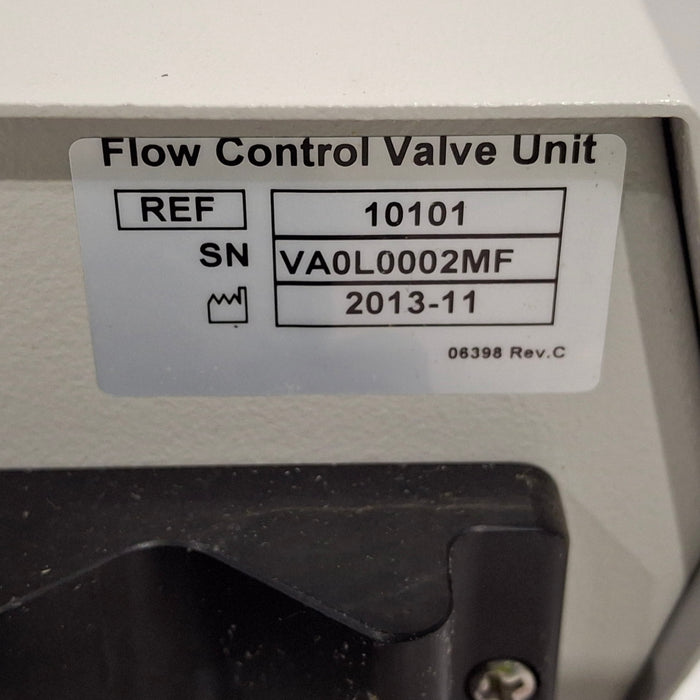 Flow Control Valve Unit
REF 10101
SN VA0L0002MF
2013-11
06398 Rev.C